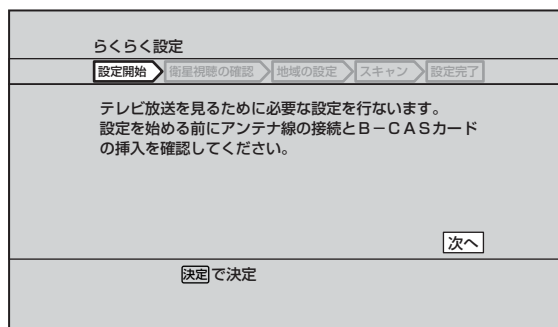 らくらく設定
設定開始 衛星視聴の確認 地域の設定 スキャン 設定完了
テレビ放送を見るために必要な設定を行ないます。
設定を始める前にアンテナ線の接続とB－CASカード
の挿入を確認してください。
次へ
決定で決定